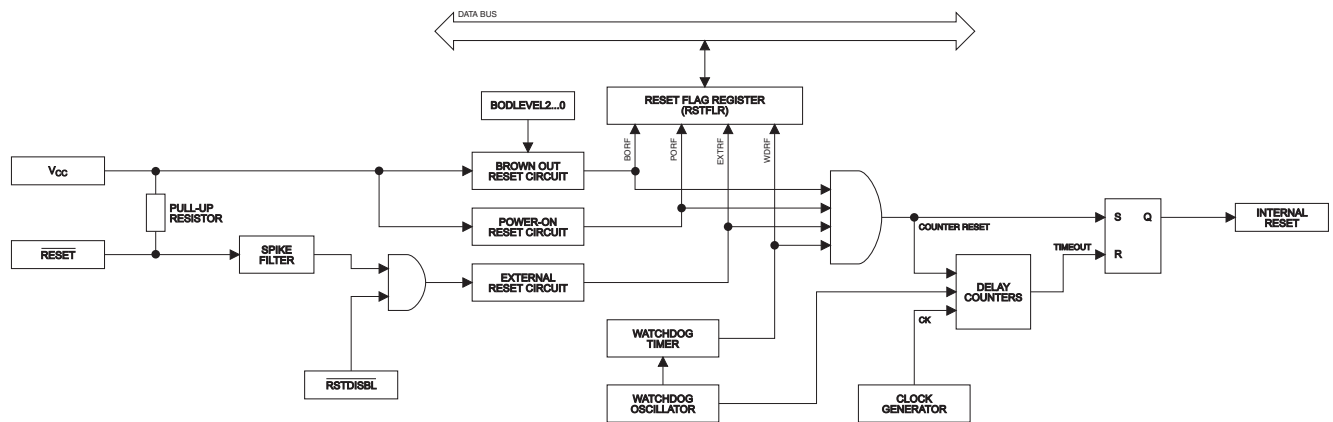 DATA BUS
RESET FLAG REGISTER
(RSTFLR)
BODLEVEL2...0
BORF
PORF
EXTRF
WDRF
VCC
BROWN OUT
RESET CIRCUIT
PULL-UP
RESISTOR
POWER-ON
RESET CIRCUIT
COUNTER RESET
S
Q
INTERNAL
RESET
RESET
SPIKE
FILTER
TIMEOUT
R
EXTERNAL
RESET CIRCUIT
DELAY
COUNTERS
CK
WATCHDOG
TIMER
RSTDISBL
WATCHDOG
OSCILLATOR
CLOCK
GENERATOR